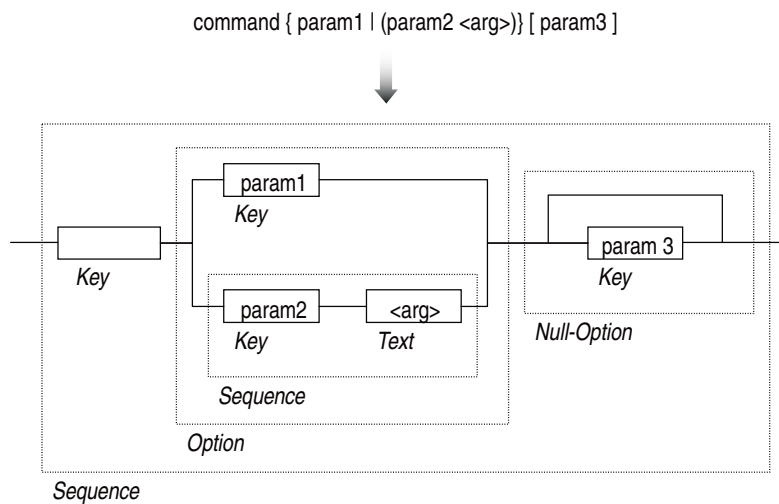 command { param1 | (param2 <arg>)} [ param3 ]
param1
Key
Key
param 3
Key
param2
<arg>
Key
Text
Null-Option
Sequence
Option
Sequence